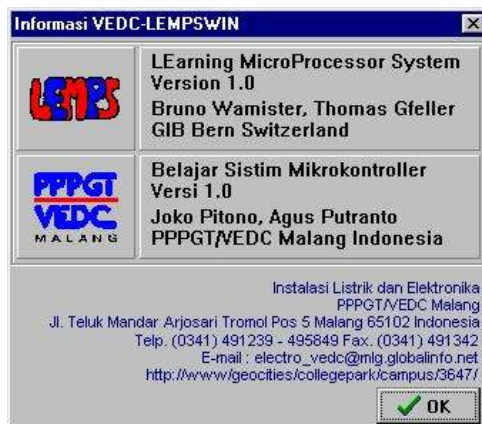 Informasi VEDC-LEMPSWIN
LEMPS
LEarning MicroProcessor System
Version 1.0
Bruno Wamister, Thomas Gfeller
GIB Bern Switzerland
PPPGT
VEDC
MALANG
Belajar Sistim Mikrokontroller
Versi 1.0
Joko Pitono, Agus Putranto
PPPGT/VEDC Malang Indonesia
Instalasi Listrik dan Elektronika
PPPGT/VEDC Malang
Jl. Teluk Mandar Arjosari Tromol Pos 5 Malang 65102 Indonesia
Telp. (0341) 491239 - 495849 Fax. (0341) 491342
E-mail : electro_vedc@mlg.globalinfo.net
http://www/geocities/collegepark/campus/3647/
OK